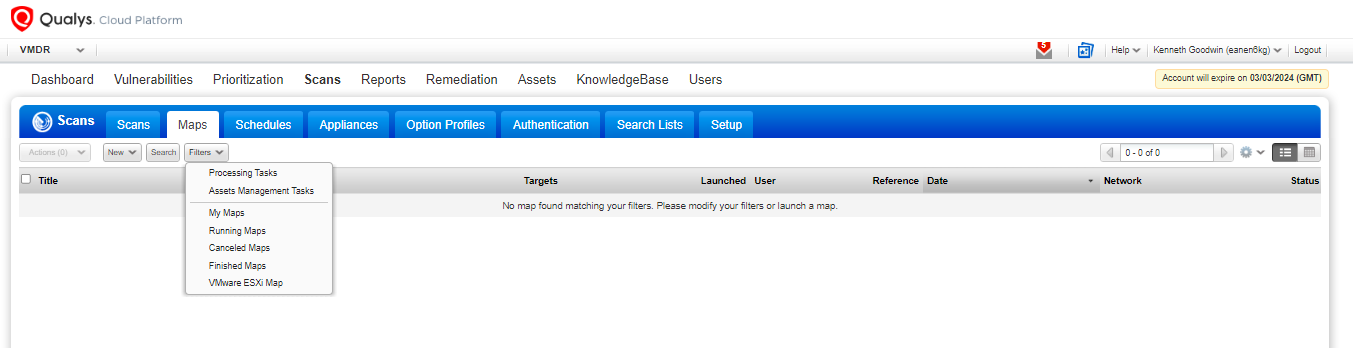 Qualys. Cloud Platform
VMDR
5
Help
Kenneth Goodwin (eanen6kg)
Logout
Dashboard Vulnerabilities Prioritization Scans Reports Remediation Assets KnowledgeBase Users
Account will expire on 03/03/2024 (GMT)
Scans Scans Maps Schedules Appliances Option Profiles Authentication Search Lists Setup
Actions (0) New Search Filters 0 - 0 of 0
Processing Tasks
Title Targets Launched User Reference Date Network Status
Assets Management Tasks
No map found matching your filters. Please modify your filters or launch a map.
My Maps
Running Maps
Canceled Maps
Finished Maps
VMware ESXi Map